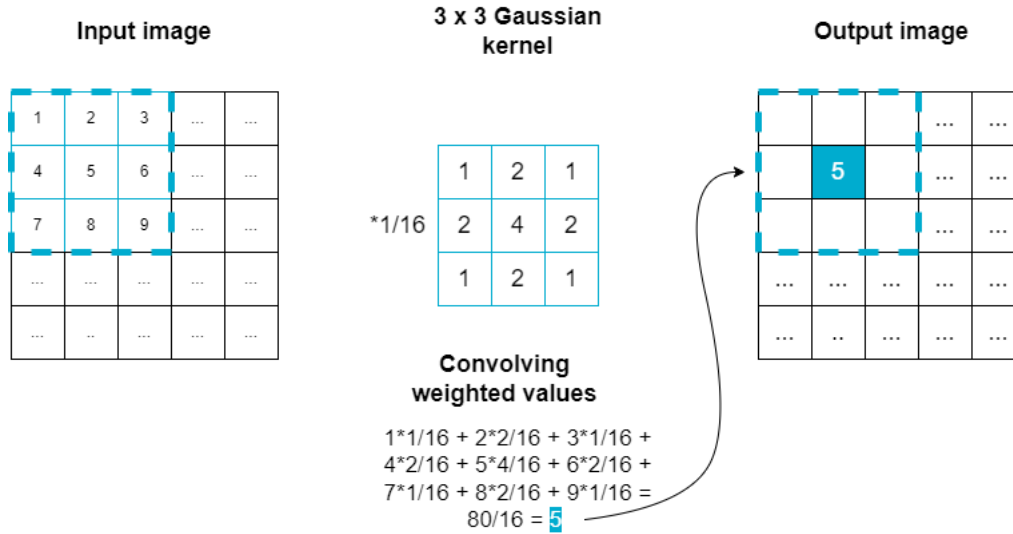 Input image
3 x 3 Gaussian
kernel
Output image
1 2 3 ... ...
4 5 6 ... ...
7 8 9 ... ...
... ... ... ... ...
... .. ... ... ...
*1/16
1 2 1
2 4 2
1 2 1
... ...
5 ... ...
... ...
... ... ... ... ...
... .. ... ... ...
Convolving
weighted values
1*1/16 + 2*2/16 + 3*1/16 +
4*2/16 + 5*4/16 + 6*2/16 +
7*1/16 + 8*2/16 + 9*1/16 =
80/16 = 5